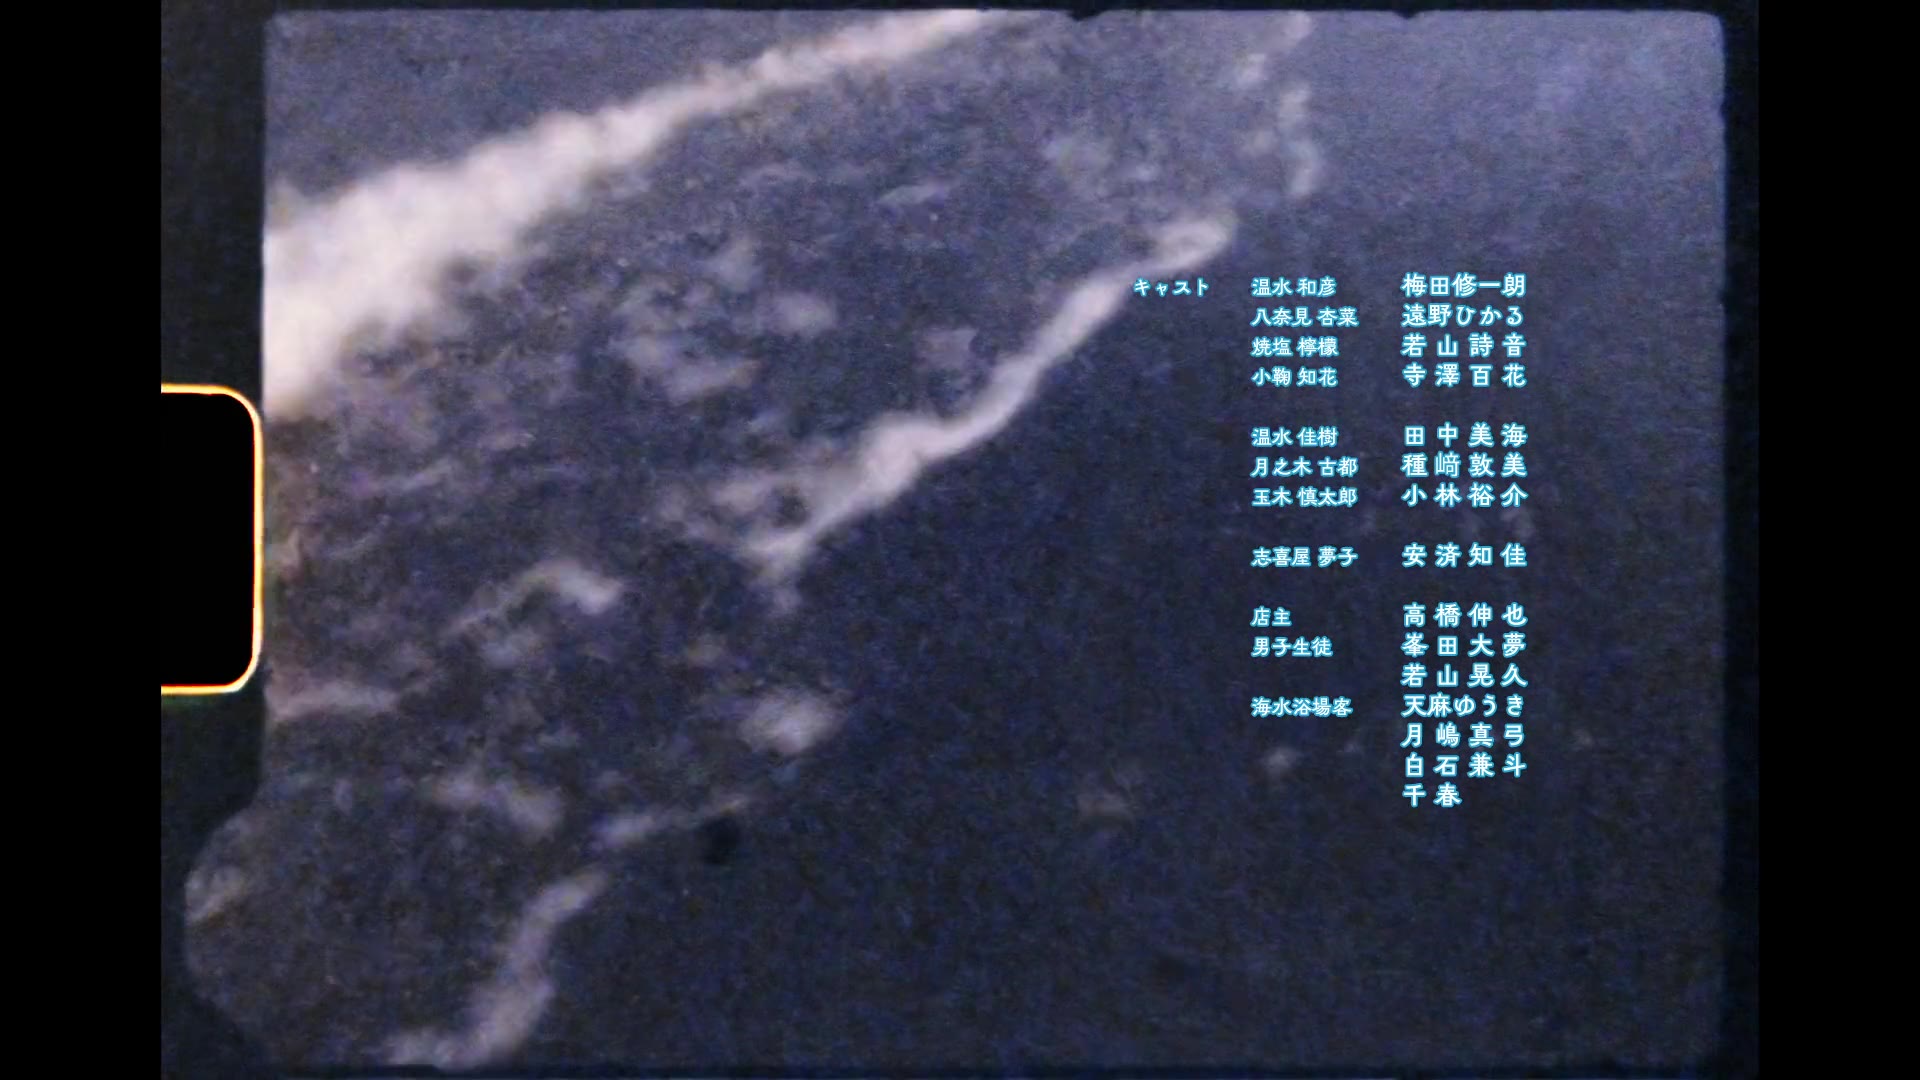 キャスト 温水 和彦 梅田修一朗
八奈見 杏菜 遠野ひかる
焼塩 檸檬 若山詩音
小鞠 知花 寺澤百花
温水 佳樹 田中美海
月之木 古都 種﨑敦美
玉木 慎太郎 小林裕介
志喜屋 夢子 安済知佳
店主 高橋伸也
男子生徒 峯田大夢
若山晃久
海水浴場客 天麻ゆうき
月嶋真弓
白石兼斗
千春